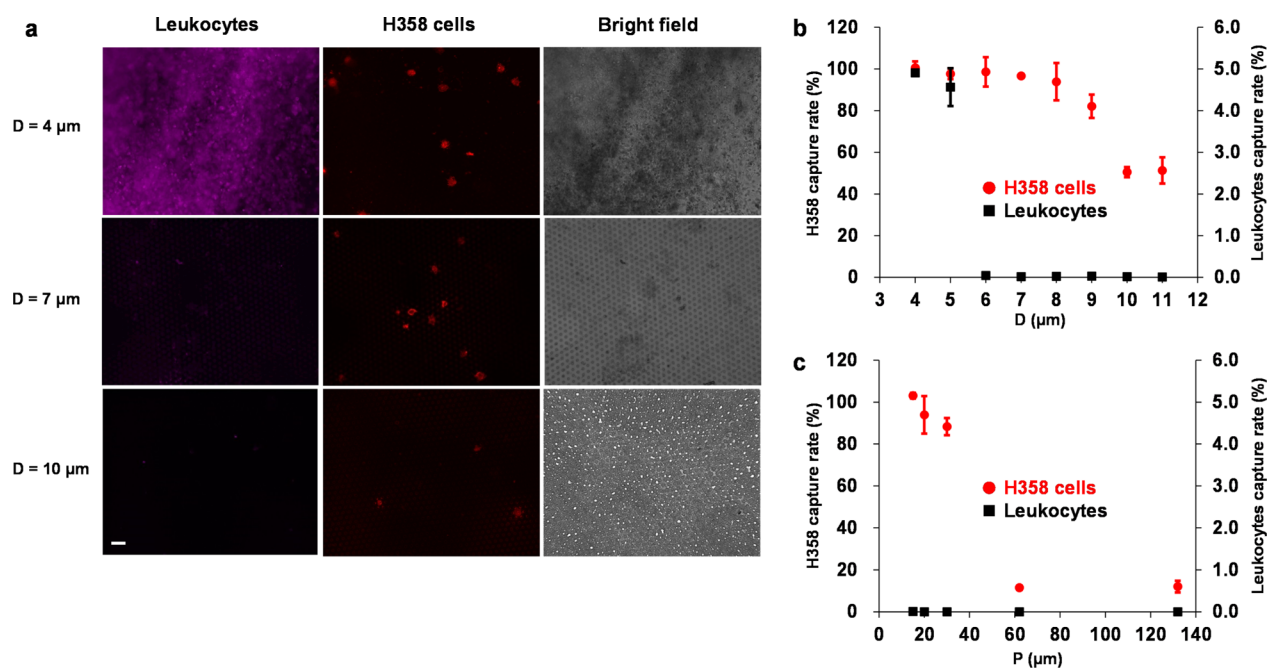 a
Leukocytes
H358 cells
Bright field
D = 4 µm
D = 7 µm
D = 10 µm
b
H358 capture rate (%)
120
100
80
60
40
20
0
H358 cells
Leukocytes
6.0
5.0
4.0
3.0
2.0
1.0
0.0
Leukocytes capture rate (%)
3 4 5 6 7 8 9 10 11 12
D (µm)
c
H358 capture rate (%)
120
100
80
60
40
20
0
H358 cells
Leukocytes
6.0
5.0
4.0
3.0
2.0
1.0
0.0
Leukocytes capture rate (%)
0 20 40 60 80 100 120 140
P (µm)